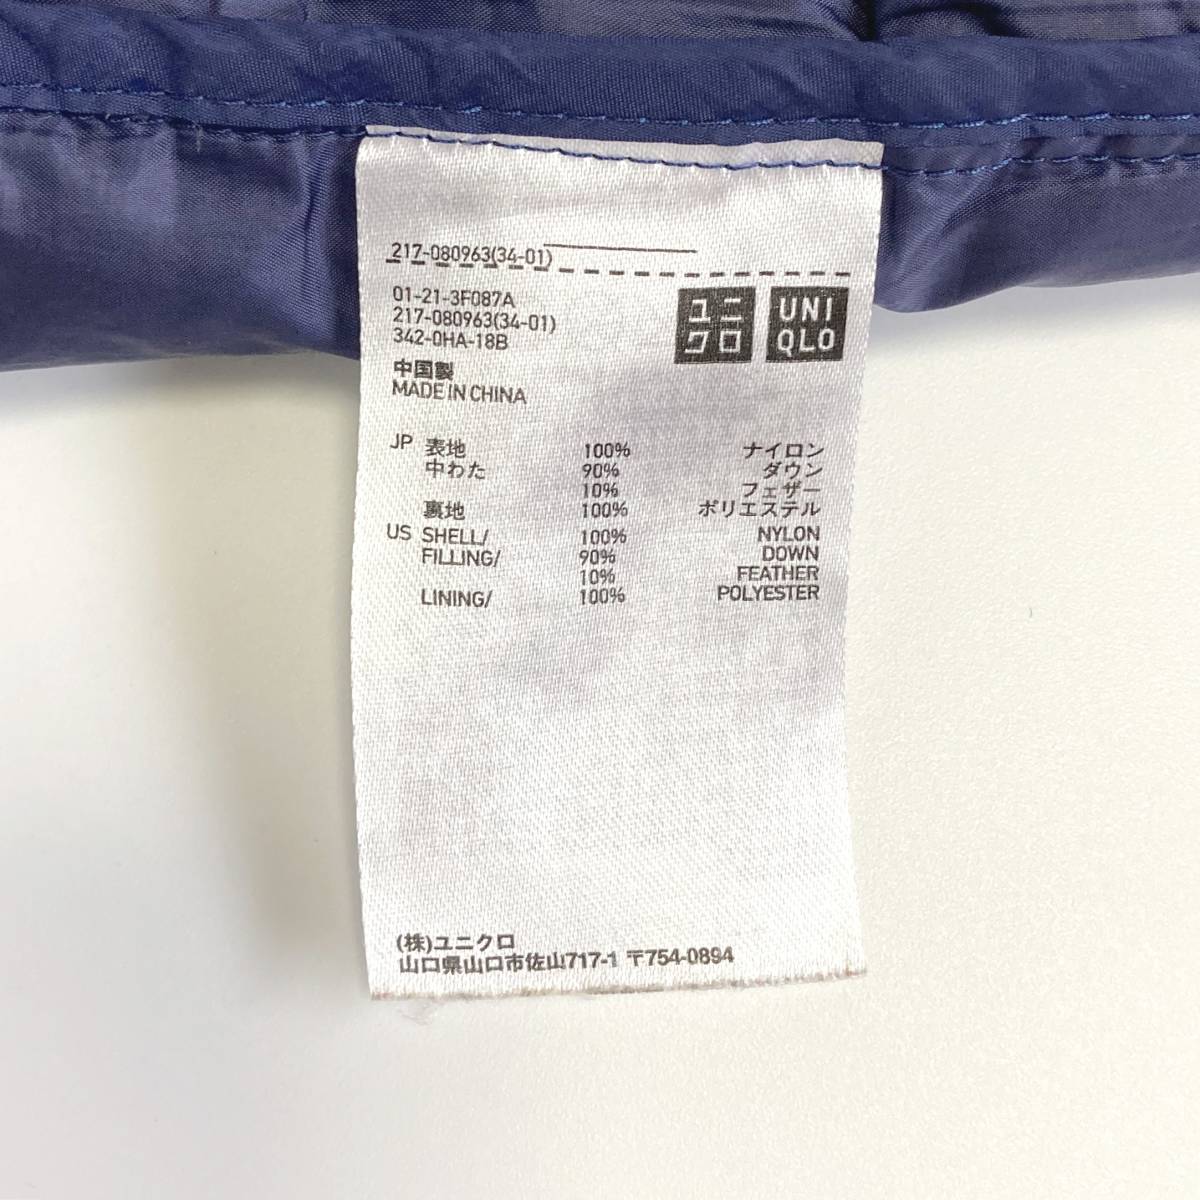 217-080963(34-01)
01-21-3F087A
217-080963(34-01)
342-0HA-18B
ユニ
クロ
UNI
QLO
中国製
MADE IN CHINA
JP 表地 100% ナイロン
中わた 90% ダウン
10% フェザー
裏地 100% ポリエステル
US SHELL/ 100% NYLON
FILLING/ 90% DOWN
10% FEATHER
LINING/ 100% POLYESTER
(株)ユニクロ
山口県山口市佐山717-1 〒754-0894